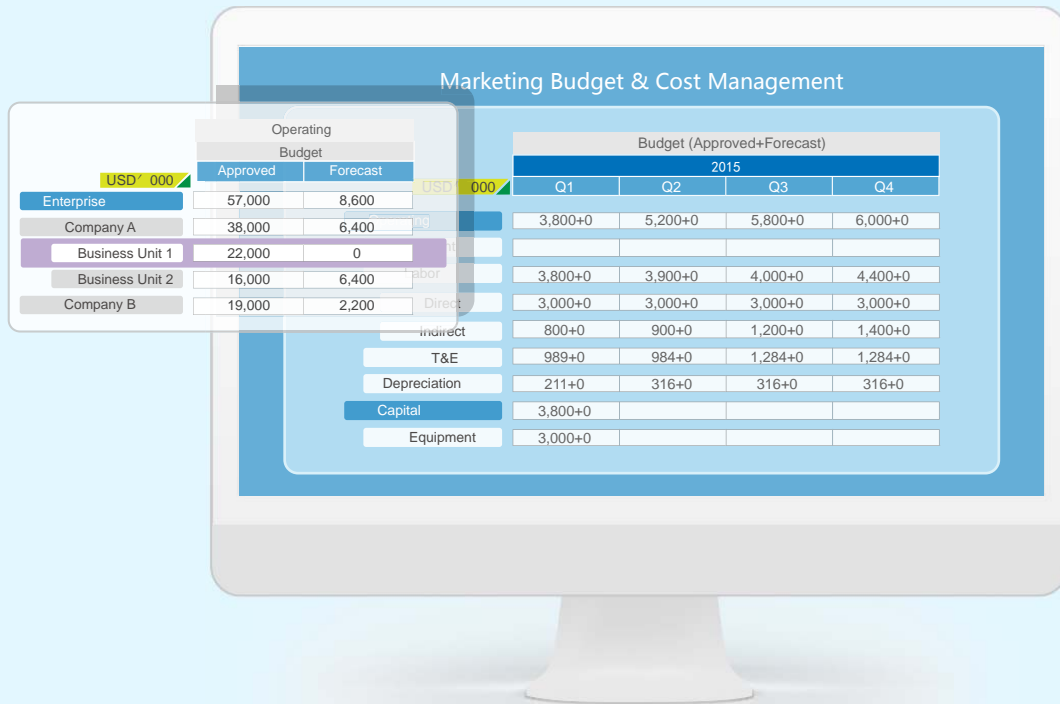 Marketing Budget & Cost Management
Operating
Budget
Approved Forecast
USD′ 000
Enterprise 57,000 8,600
Company A 38,000 6,400
Business Unit 1 22,000 0
Business Unit 2 16,000 6,400
Company B 19,000 2,200
Budget (Approved+Forecast)
2015
USD′ 000 Q1 Q2 Q3 Q4
3,800+0 5,200+0 5,800+0 6,000+0
Labor 3,800+0 3,900+0 4,000+0 4,400+0
Direct 3,000+0 3,000+0 3,000+0 3,000+0
Indirect 800+0 900+0 1,200+0 1,400+0
T&E 989+0 984+0 1,284+0 1,284+0
Depreciation 211+0 316+0 316+0 316+0
Capital 3,800+0
Equipment 3,000+0